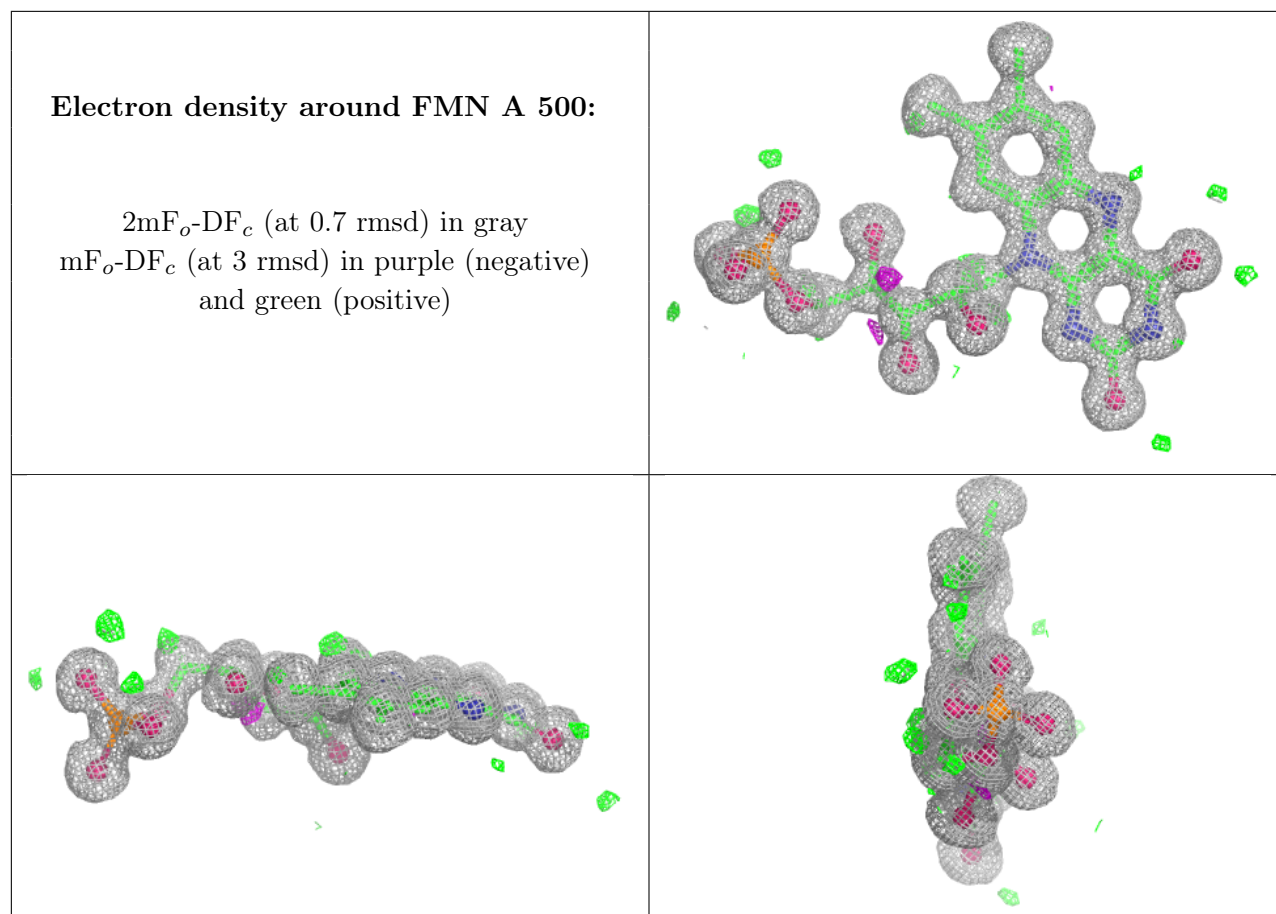 Electron density around FMN A 500:
2mFo-DFc (at 0.7 rmsd) in gray
mFo-DFc (at 3 rmsd) in purple (negative)
and green (positive)